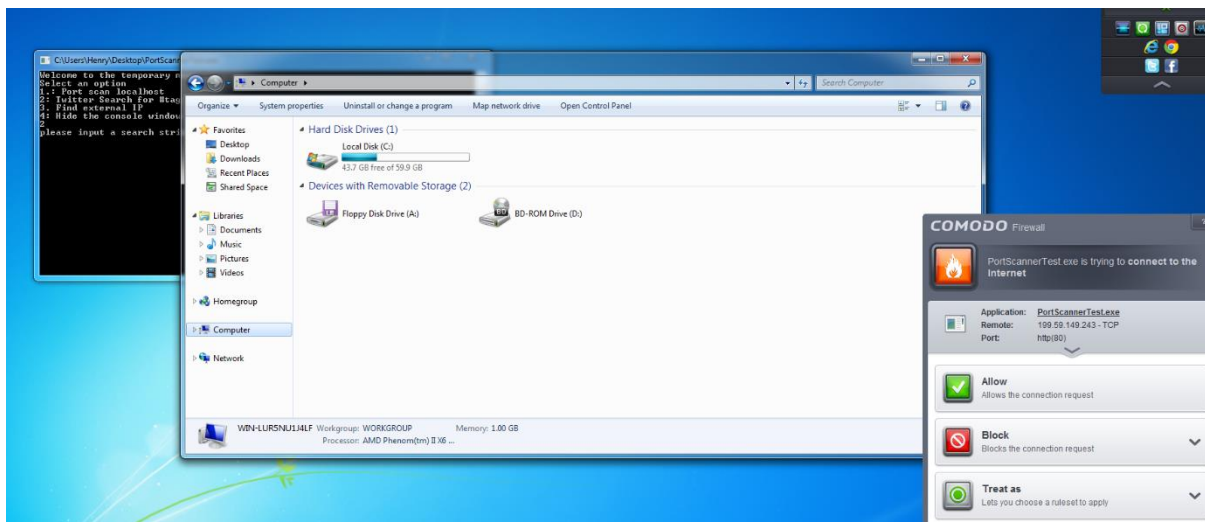 C:\Users\Henry\Desktop\PortScann
Welcome to the temporary
Select an option
1.: Port scan localhost
2: Twitter Search for
3. Find external IP
4: Hide the console window
2
please input a search
Computer
Search Computer
Organize System properties Uninstall or change a program Map network drive Open Control Panel
Favorites
Desktop
Downloads
Recent Places
Shared Space
Libraries
Documents
Music
Pictures
Videos
Homegroup
Computer
Network
Hard Disk Drives (1)
Local Disk (C:)
43.7 GB free of 59.9 GB
Devices with Removable Storage (2)
Floppy Disk Drive (A:) BD-ROM Drive (D:)
WIN-LUR5NU1J4LF Workgroup: WORKGROUP Memory: 1.00 GB
Processor: AMD Phenom(tm) II X6 ...
COMODO Firewall
PortScannerTest.exe is trying to connect to the
Internet
Application: PortScannerTest.exe
Remote: 199.59.149.243 - TCP
Port: http(80)
Allow
Allows the connection request
Block
Blocks the connection request
Treat as
Lets you choose a ruleset to apply